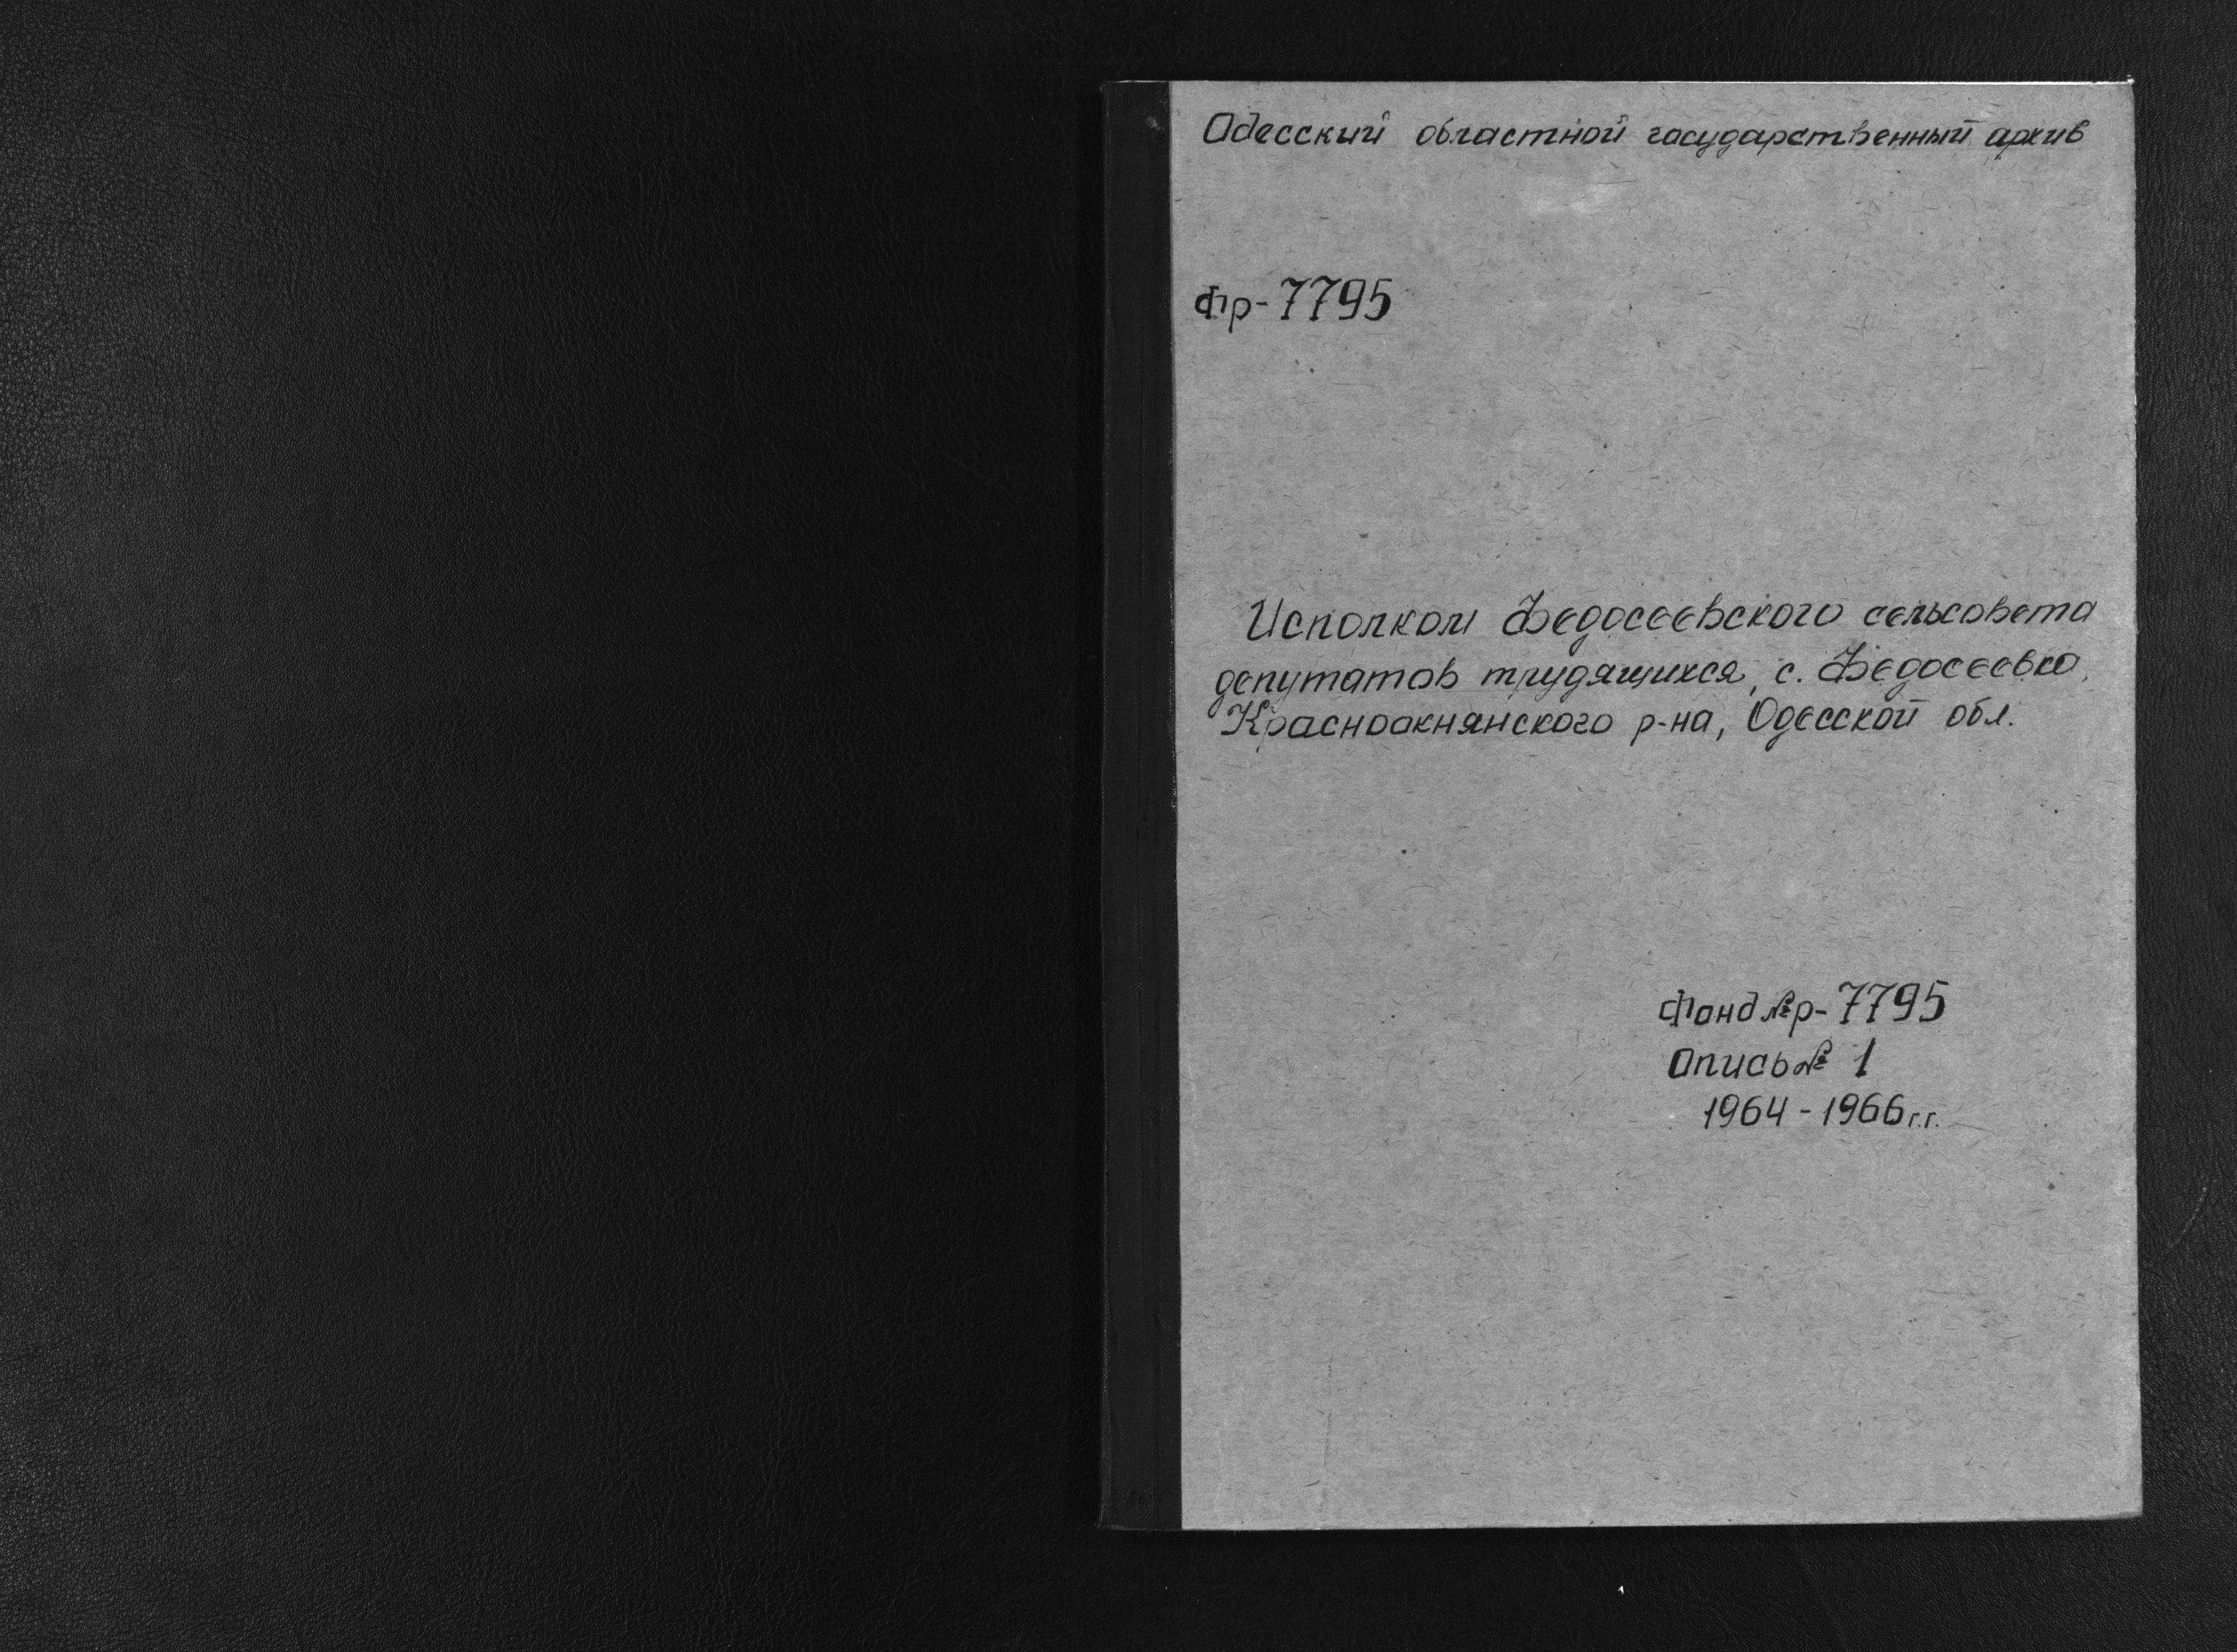 Одесский областной государственный архив
Фр-7795
Исполком Федосеевского сельсовета
депутатов трудящихся, с. Федосеевка,
Красноокнянского р-на, Одесской обл.
Фонд №р-7795
Опись № 1
1964-1966 г.г.